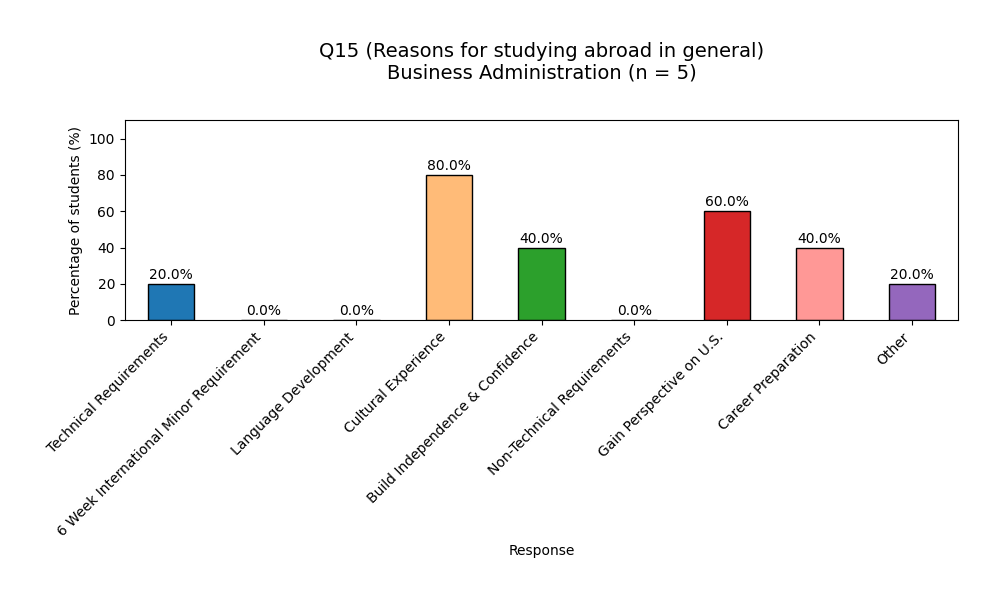 Q15 (Reasons for studying abroad in general)
Business Administration (n = 5)
Percentage of students (%)
100
80
60
40
20
0
20.0%
0.0%
0.0%
80.0%
40.0%
0.0%
60.0%
40.0%
20.0%
Technical Requirements
6 Week International Minor Requirement
Language Development
Cultural Experience
Build Independence & Confidence
Non-Technical Requirements
Gain Perspective on U.S.
Career Preparation
Other
Response